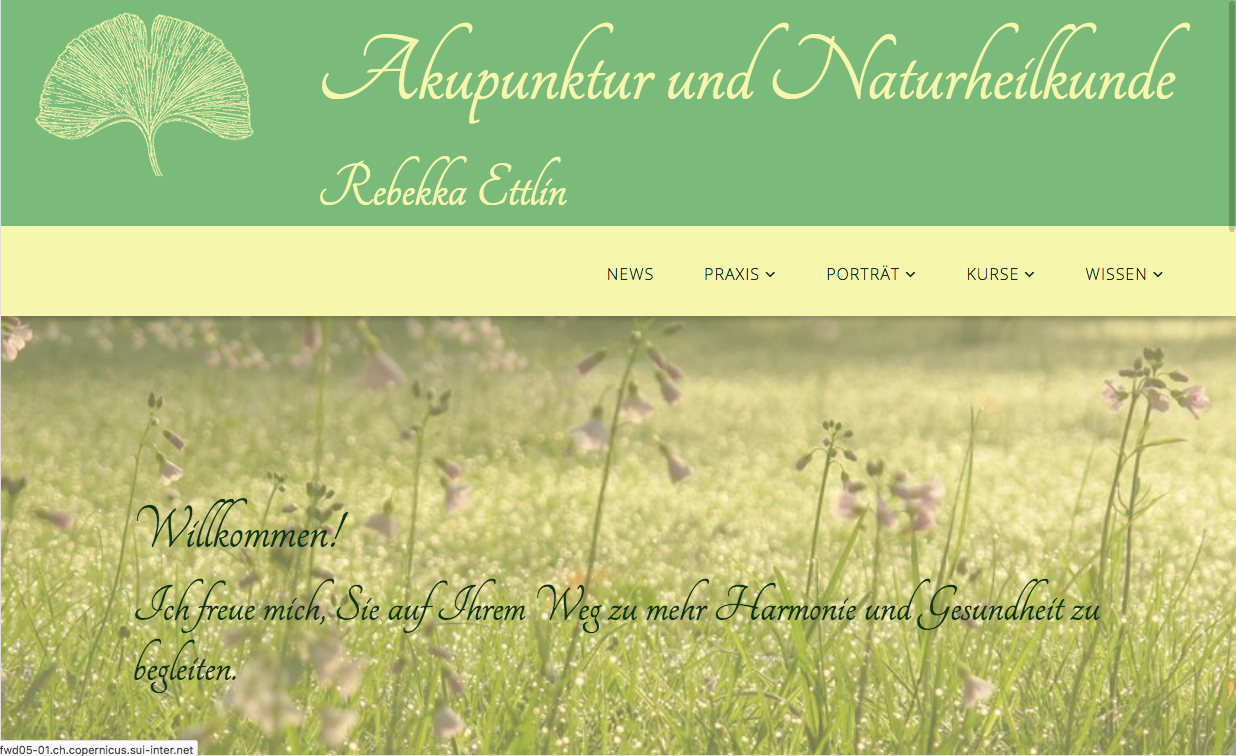 Akupunktur und Naturheilkunde
Rebekka Ettlin
NEWS PRAXIS PORTRÄT KURSE WISSEN
Willkommen!
Ich freue mich, Sie auf Ihrem Weg zu mehr Harmonie und Gesundheit zu
begleiten.
fwd05-01.ch.copernicus.sui-inter.net